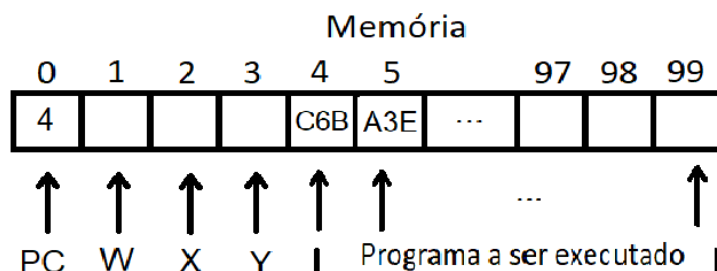 Memória
0 1 2 3 4 5 97 98 99
4 C6B A3E ...
...
PC W X Y Programa a ser executado